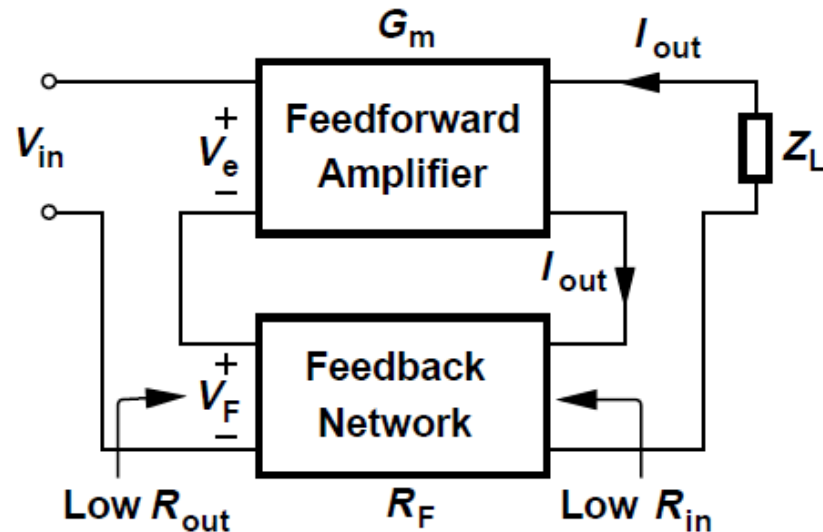 G_m
I_out
V_in
+
V_e
−
Feedforward
Amplifier
Z_L
I_out
+
V_F
−
Feedback
Network
Low R_out
R_F
Low R_in